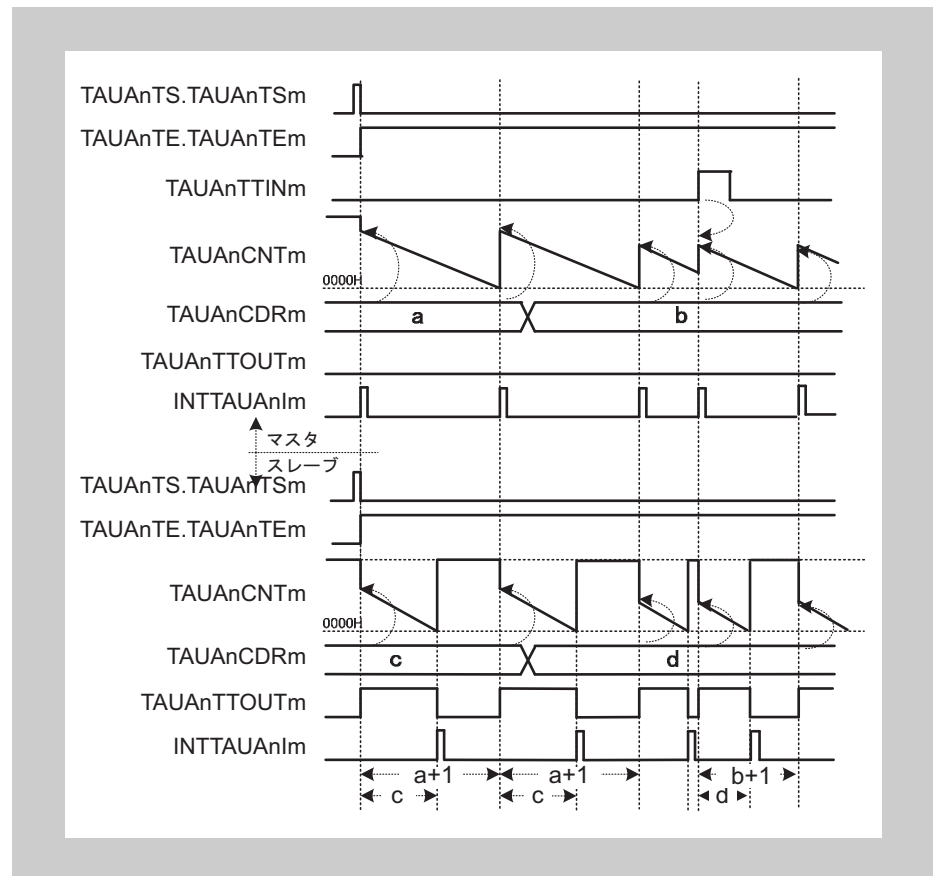 TAUAnTS.TAUAnTSm
TAUAnTE.TAUAnTEm
TAUAnTTINm
TAUAnCNTm
0000H
TAUAnCDRm
a
b
TAUAnTTOUTm
INTTAUAnIm
マスタ
スレーブ
TAUAnTS.TAUAnTSm
TAUAnTE.TAUAnTEm
TAUAnCNTm
0000H
TAUAnCDRm
c
d
TAUAnTTOUTm
INTTAUAnIm
a+1
a+1
b+1
c
c
d